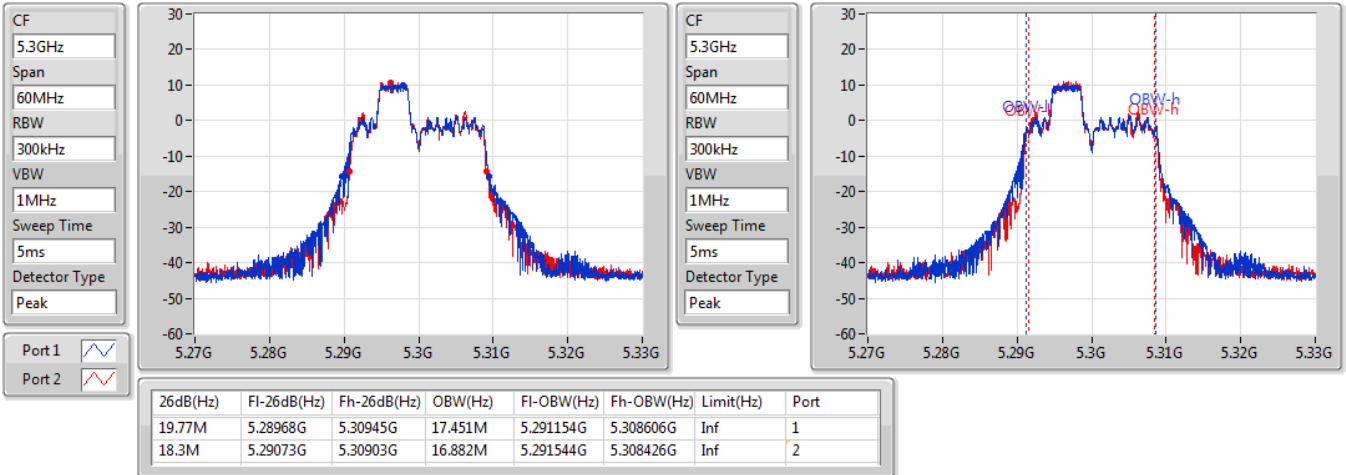 CF
5.3GHz
Span
60MHz
RBW
300kHz
VBW
1MHz
Sweep Time
5ms
Detector Type
Peak
Port 1
Port 2
30
20
10
0
-10
-20
-30
-40
-50
-60
5.27G 5.28G 5.29G 5.3G 5.31G 5.32G 5.33G
CF
5.3GHz
Span
60MHz
RBW
300kHz
VBW
1MHz
Sweep Time
5ms
Detector Type
Peak
30
20
10
0
-10
-20
-30
-40
-50
-60
OBW-l
OBW-l
OBW-h
OBW-h
5.27G 5.28G 5.29G 5.3G 5.31G 5.32G 5.33G
26dB(Hz) Fl-26dB(Hz) Fh-26dB(Hz) OBW(Hz) Fl-OBW(Hz) Fh-OBW(Hz) Limit(Hz) Port
19.77M 5.28968G 5.30945G 17.451M 5.291154G 5.308606G Inf 1
18.3M 5.29073G 5.30903G 16.882M 5.291544G 5.308426G Inf 2